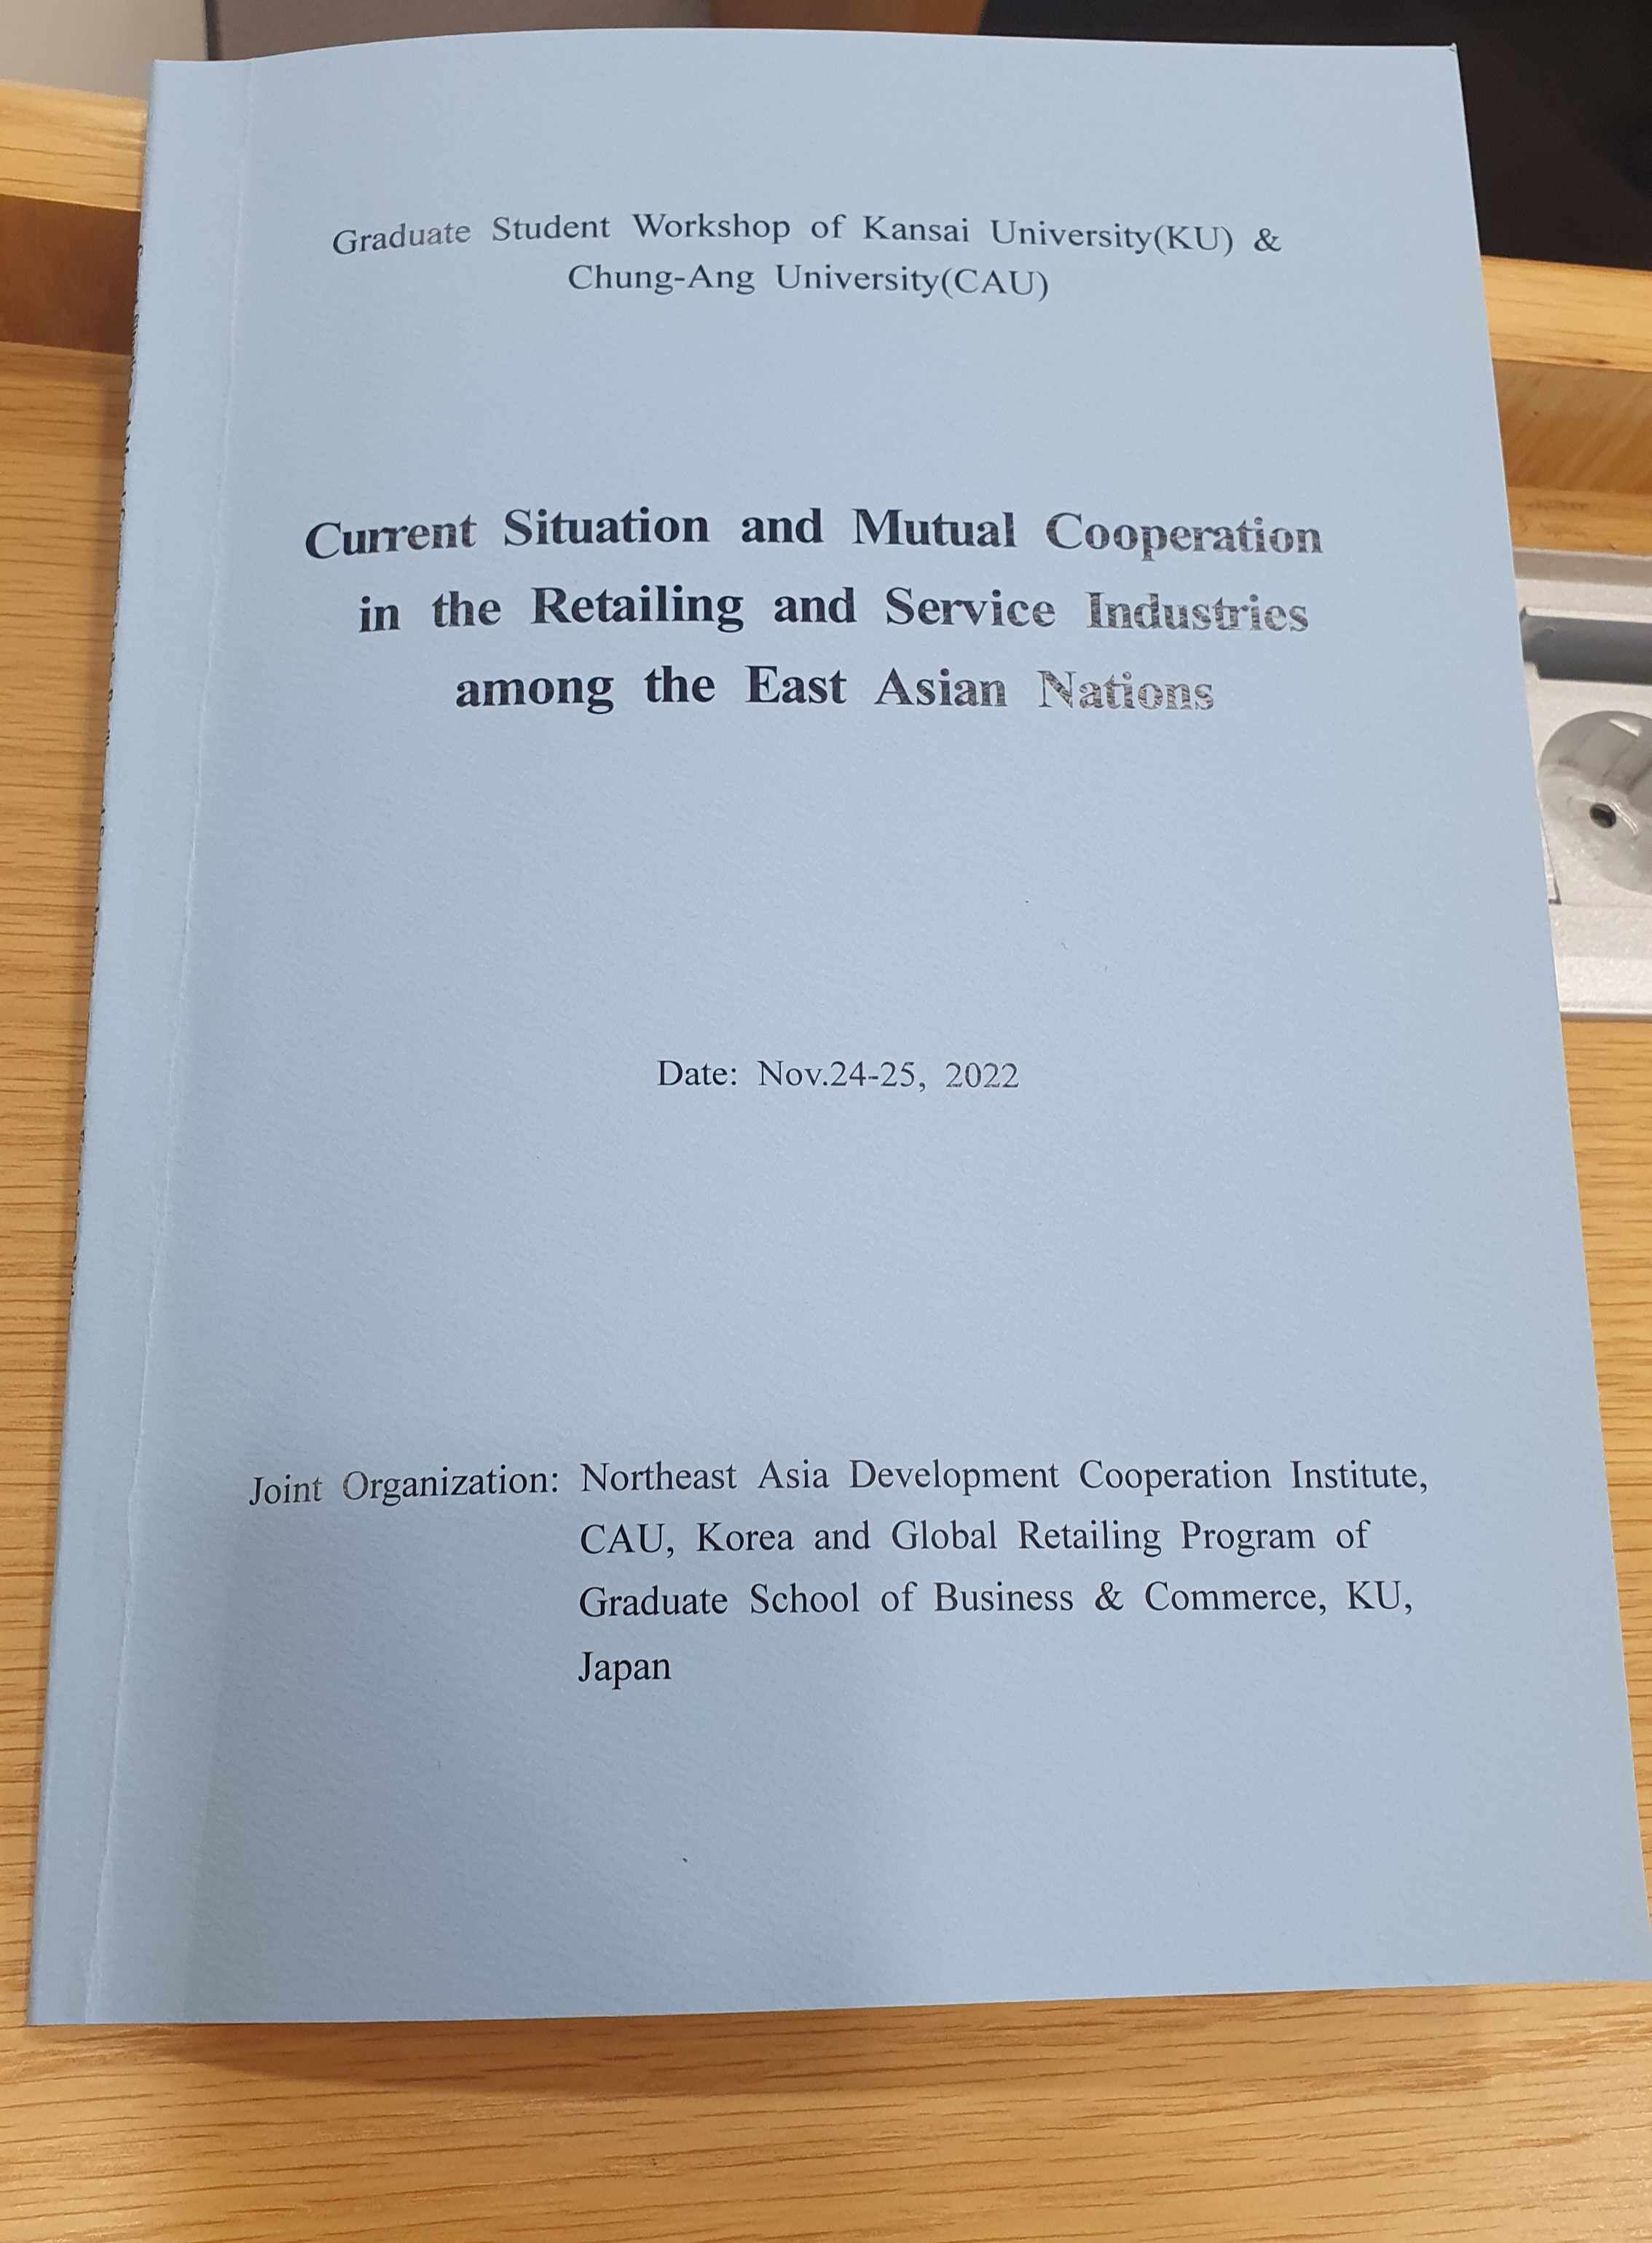 Graduate Student Workshop of Kansai University(KU) &
Chung-Ang University(CAU)
Current Situation and Mutual Cooperation
in the Retailing and Service Industries
among the East Asian Nations
Date: Nov.24-25, 2022
Joint Organization: Northeast Asia Development Cooperation Institute,
CAU, Korea and Global Retailing Program of
Graduate School of Business & Commerce, KU,
Japan